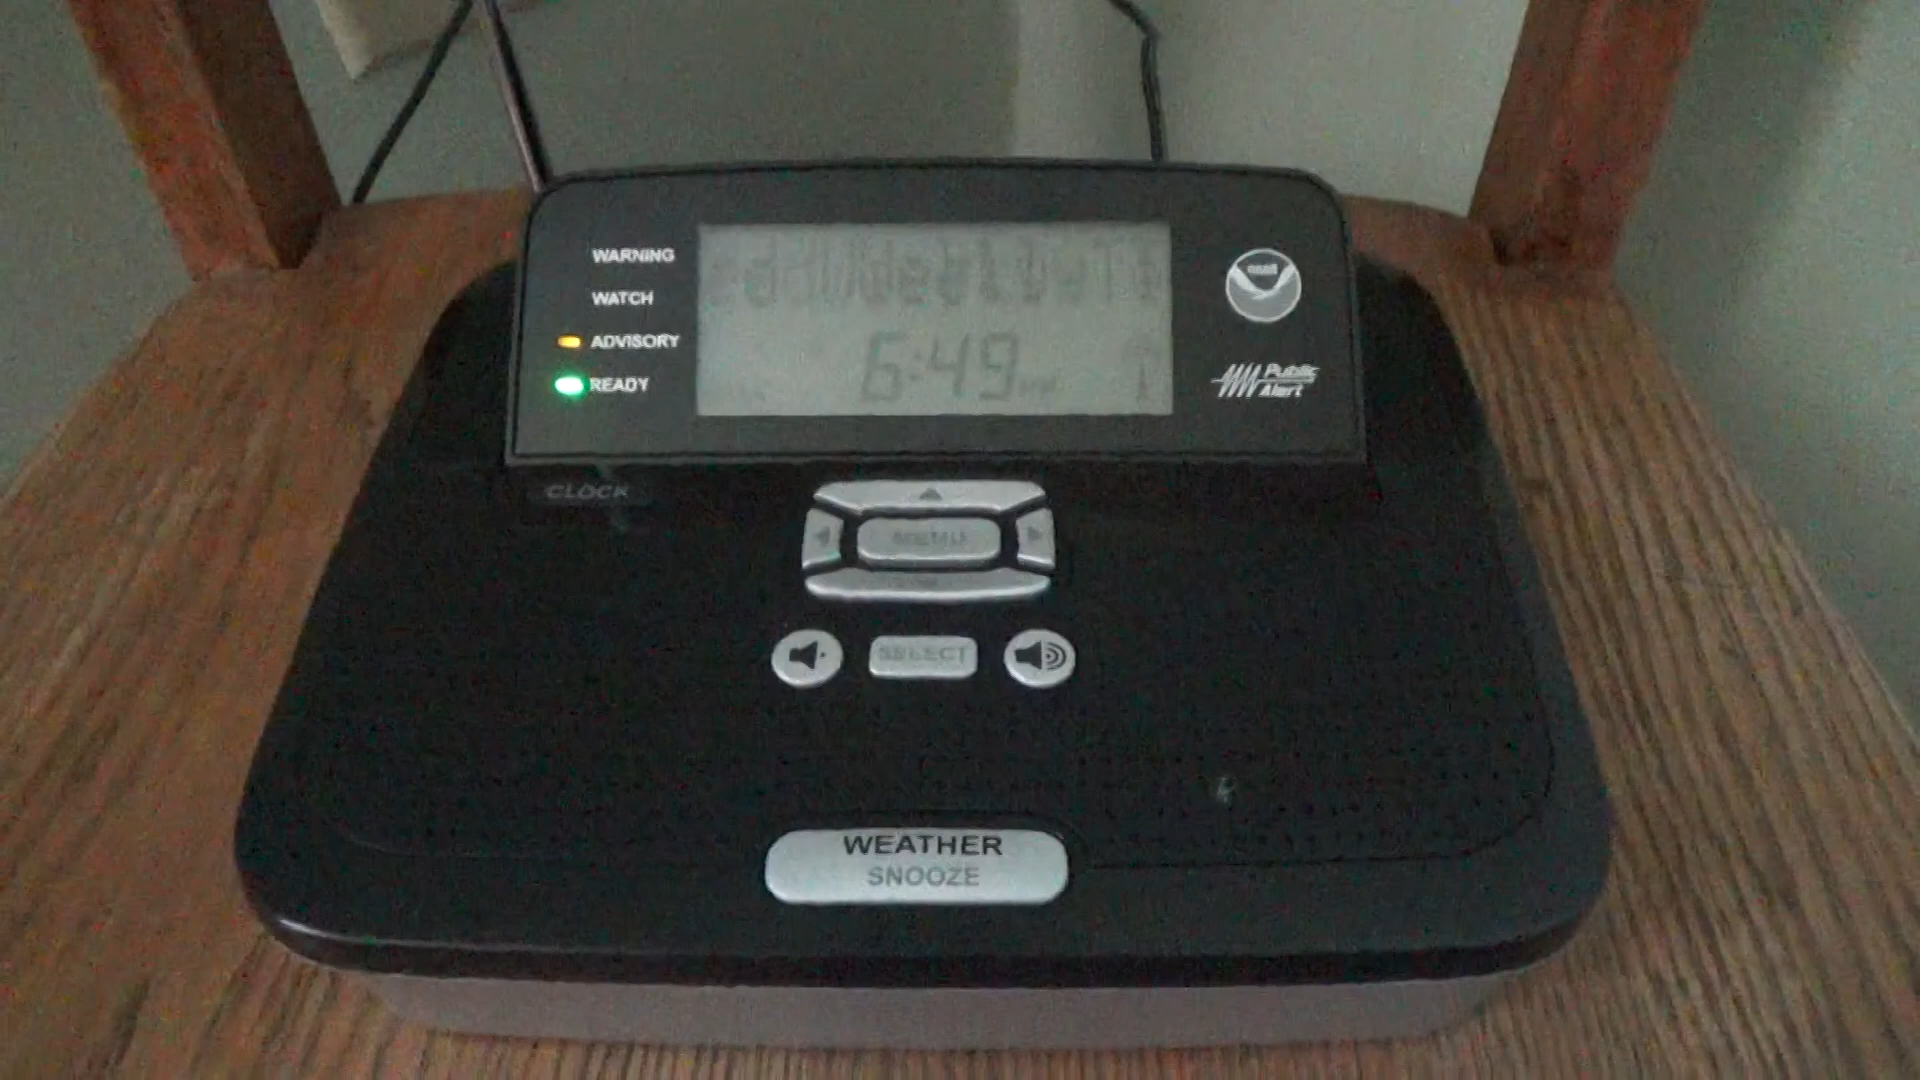 WARNING
WATCH
ADVISORY
READY
6:49
Public
Alert
CLOCK
MENU
SELECT
WEATHER
SNOOZE